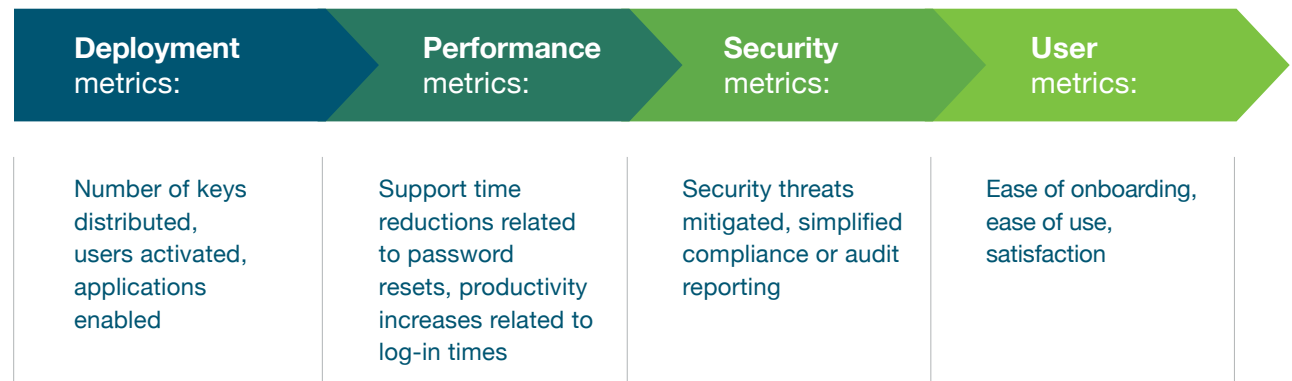 Deployment
metrics:
Performance
metrics:
Security
metrics:
User
metrics:
Number of keys
distributed,
users activated,
applications
enabled
Support time
reductions related
to password
resets, productivity
increases related to
log-in times
Security threats
mitigated, simplified
compliance or audit
reporting
Ease of onboarding,
ease of use,
satisfaction